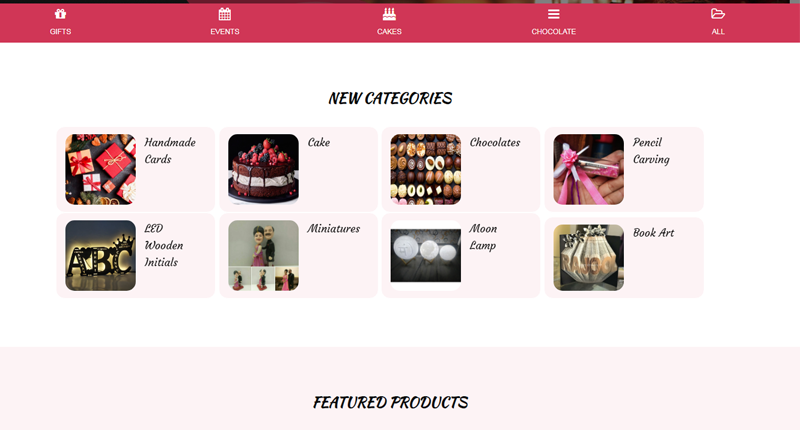 GIFTS
EVENTS
CAKES
CHOCOLATE
ALL
NEW CATEGORIES
Handmade
Cards
Cake
Chocolates
Pencil
Carving
LED
Wooden
Initials
ABC
Miniatures
Moon
Lamp
Book Art
FEATURED PRODUCTS